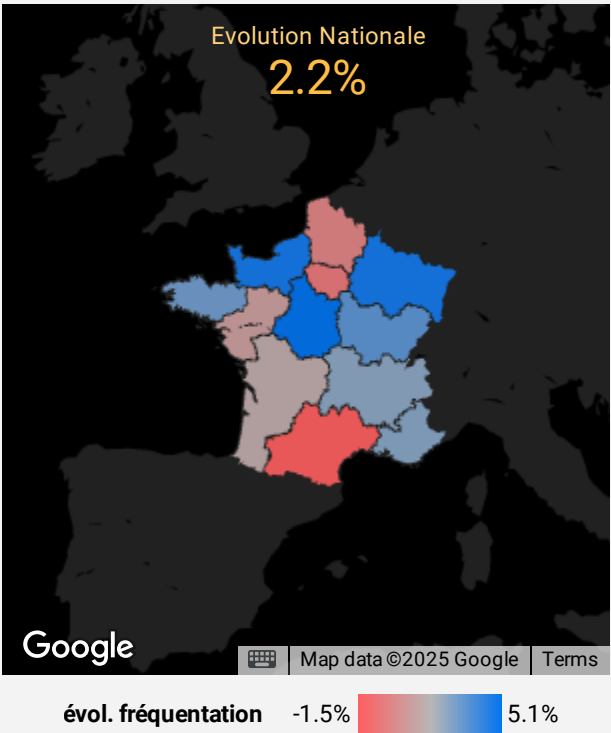 Evolution Nationale
2.2%
Google
Map data ©2025 Google
Terms
évol. fréquentation -1.5% 5.1%